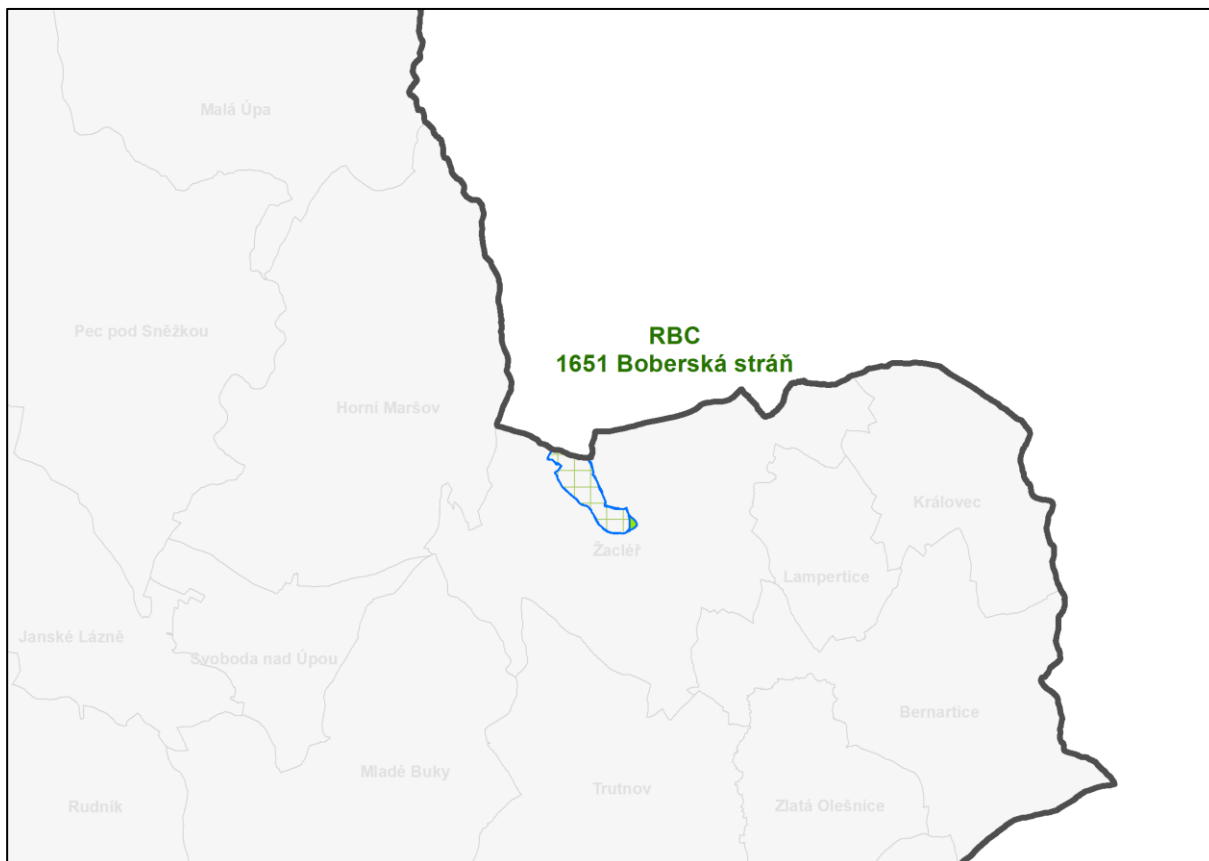 Malá Úpa
Pec pod Sněžkou
RBC
1651 Boberská stráň
Horní Maršov
Královec
Žacléř
Lampertice
Janské Lázně
Svoboda nad Úpou
Bernartice
Mladé Buky
Trutnov
Rudník
Zlatá Olešnice